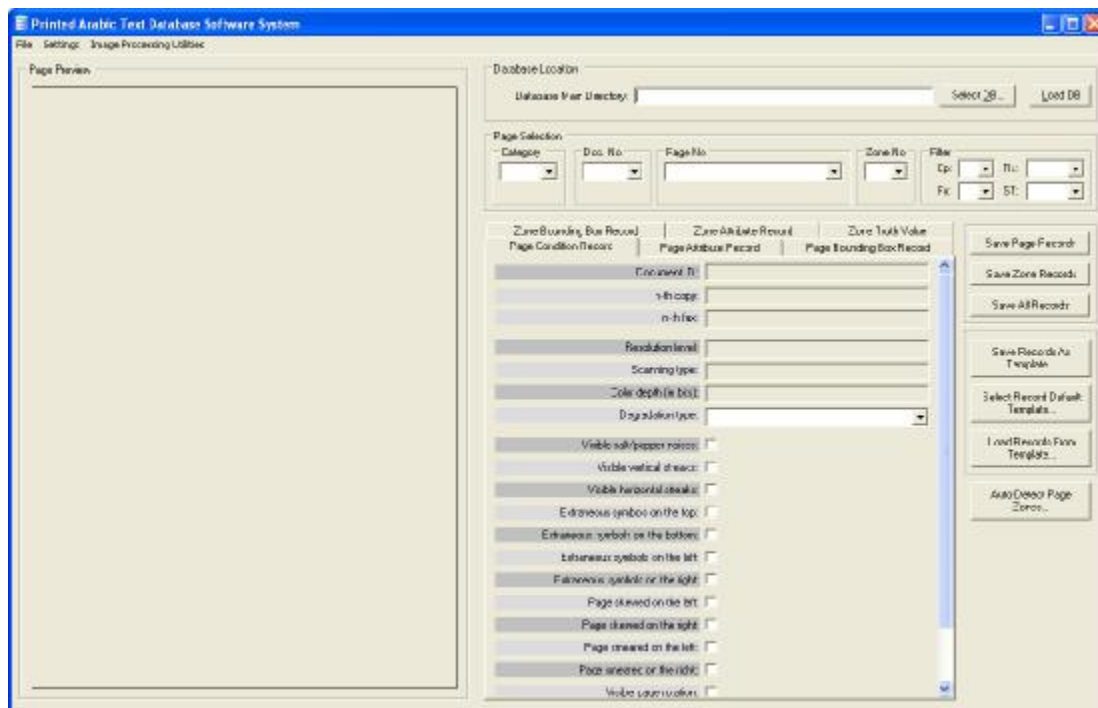 Printed Arabic Text Database Software System
File Settings Image Processing Utilities
Page Preview
Database Location
Database Main Directory:
Select DB...
Load DB
Page Selection
Category
Doc. No
Page No
Zone No
Filter
Cp:
Fx:
ST:
Zone Bounding Box Record
Zone Attribute Record
Zone Truth Value
Page Condition Record
Page Attribute Record
Page Bounding Box Record
Document ID:
n-th copy:
n-th fax:
Resolution level:
Scanning type:
Color depth (in bits):
Degradation type:
Visible salt/pepper noises:
Visible vertical streaks:
Visible horizontal streaks:
Extraneous symbols on the top:
Extraneous symbols on the bottom:
Extraneous symbols on the left:
Extraneous symbols on the right:
Page skewed on the left:
Page skewed on the right:
Page smeared on the left:
Page smeared on the right:
Visible page rotation:
Save Page Records
Save Zone Records
Save All Records
Save Records As
Template
Select Record Default
Template...
Load Records From
Template...
Auto Detect Page
Zones...